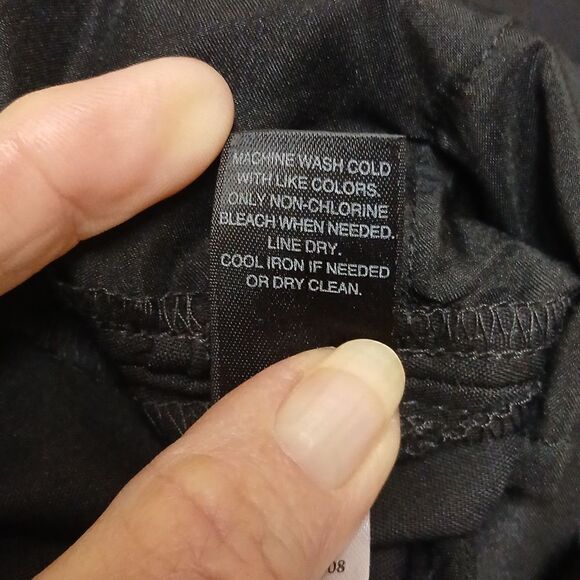 MACHINE WASH COLD
WITH LIKE COLORS.
ONLY NON-CHLORINE
BLEACH WHEN NEEDED.
LINE DRY.
COOL IRON IF NEEDED
OR DRY CLEAN.
08